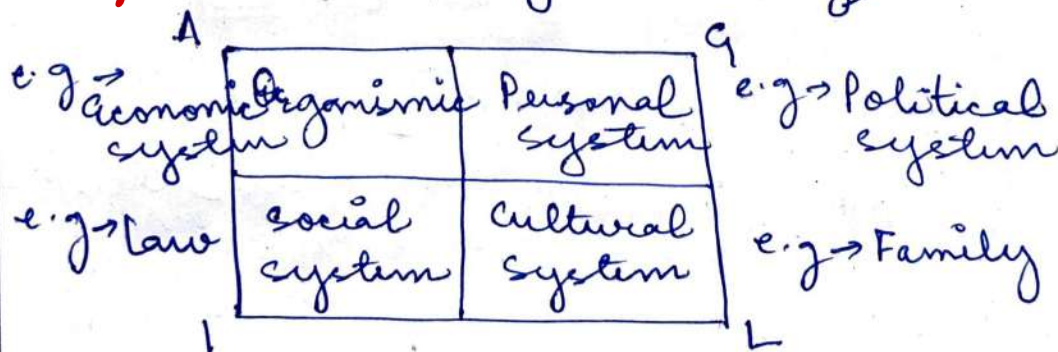 A G
e.g → economic Organismic Personal e.g → Political
system system system
e.g → Law social cultural e.g → Family
system system
I L